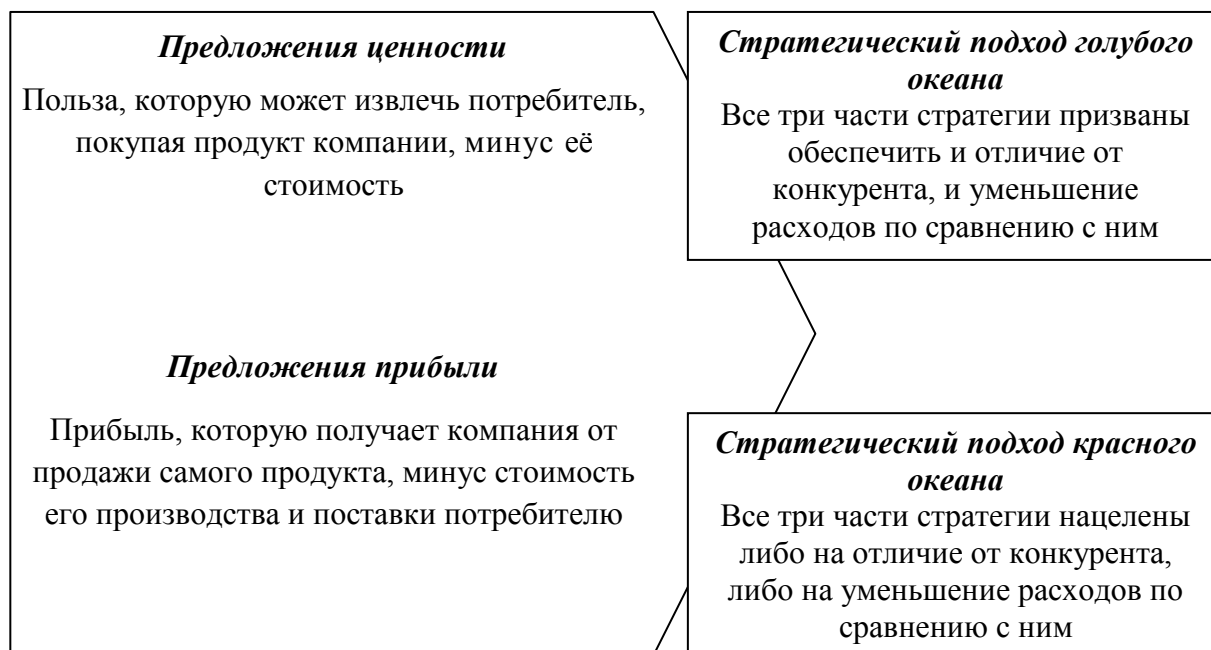 Предложения ценности
Польза, которую может извлечь потребитель,
покупая продукт компании, минус её
стоимость
Предложения прибыли
Прибыль, которую получает компания от
продажи самого продукта, минус стоимость
его производства и поставки потребителю
Стратегический подход голубого
океана
Все три части стратегии призваны
обеспечить и отличие от
конкурента, и уменьшение
расходов по сравнению с ним
Стратегический подход красного
океана
Все три части стратегии нацелены
либо на отличие от конкурента,
либо на уменьшение расходов по
сравнению с ним